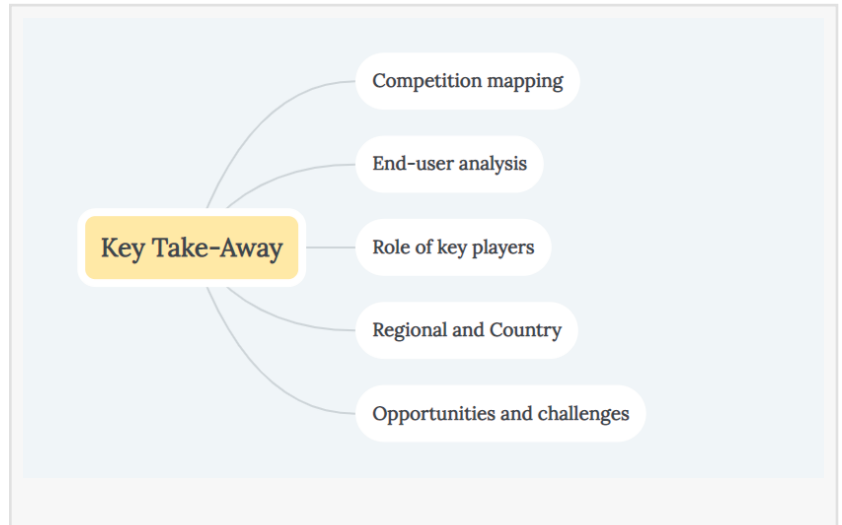 Competition mapping
End-user analysis
Key Take-Away
Role of key players
Regional and Country
Opportunities and challenges